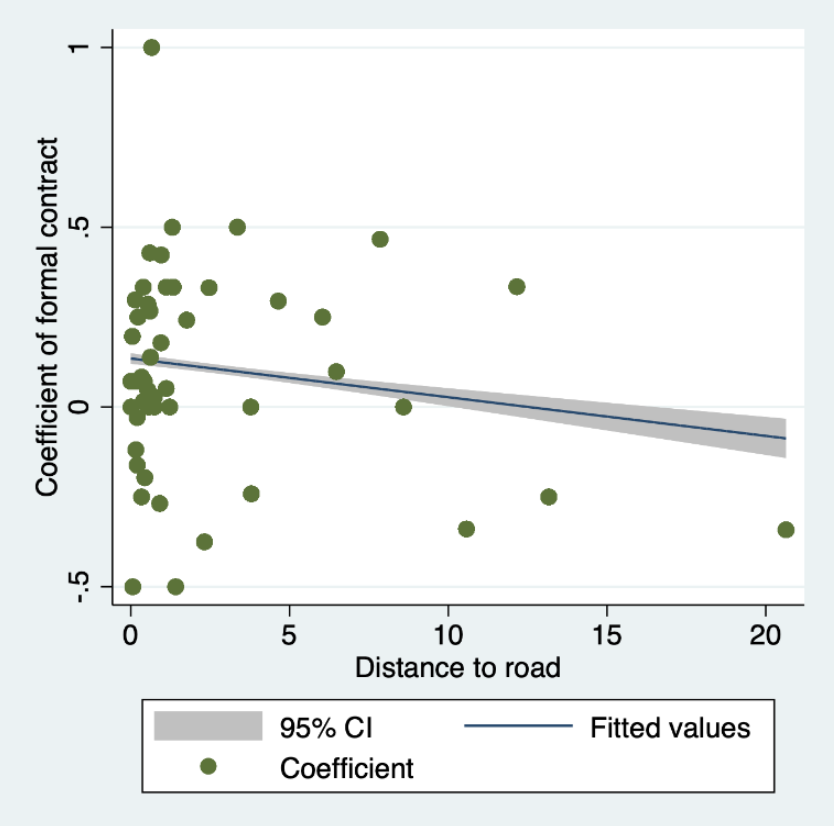 Coefficient of formal contract
1
.5
0
-.5
0 5 10 15 20
Distance to road
95% CI Fitted values
Coefficient